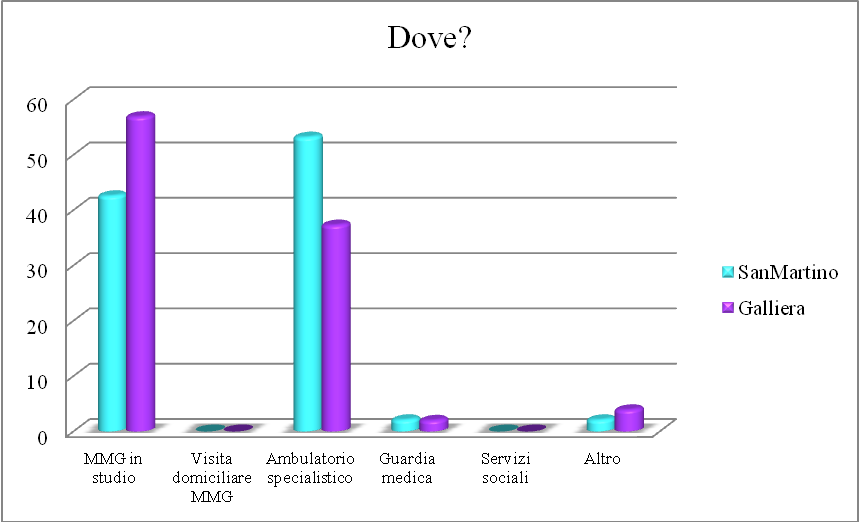 Dove?
60
50
40
30
20
10
0
SanMartino
Galliera
MMG in
studio
Visita
domiciliare
MMG
Ambulatorio
specialistico
Guardia
medica
Servizi
sociali
Altro